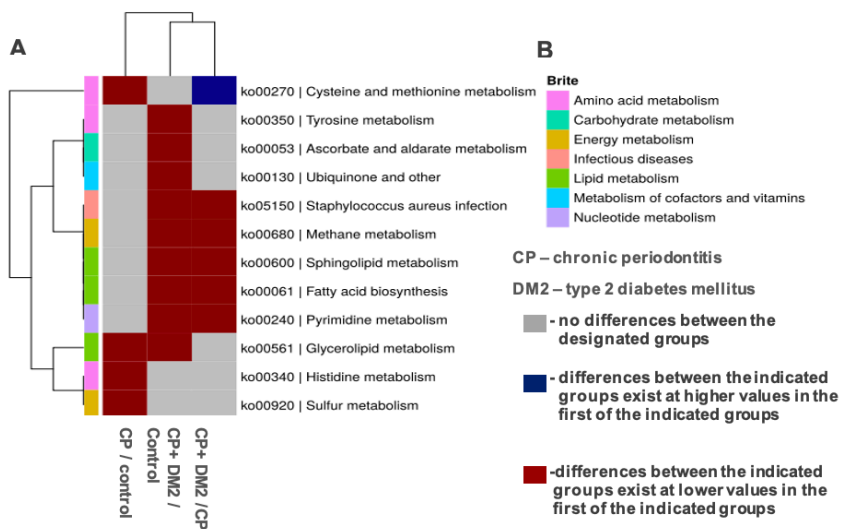 A
ko00270 | Cysteine and methionine metabolism
ko00350 | Tyrosine metabolism
ko00053 | Ascorbate and aldarate metabolism
ko00130 | Ubiquinone and other
ko05150 | Staphylococcus aureus infection
ko00680 | Methane metabolism
ko00600 | Sphingolipid metabolism
ko00061 | Fatty acid biosynthesis
ko00240 | Pyrimidine metabolism
ko00561 | Glycerolipid metabolism
ko00340 | Histidine metabolism
ko00920 | Sulfur metabolism
CP / control
CP+ DM2 /
Control
CP+ DM2 /CP
B
Brite
Amino acid metabolism
Carbohydrate metabolism
Energy metabolism
Infectious diseases
Lipid metabolism
Metabolism of cofactors and vitamins
Nucleotide metabolism
CP – chronic periodontitis
DM2 – type 2 diabetes mellitus
- no differences between the
designated groups
- differences between the indicated
groups exist at higher values in the
first of the indicated groups
-differences between the indicated
groups exist at lower values in the
first of the indicated groups